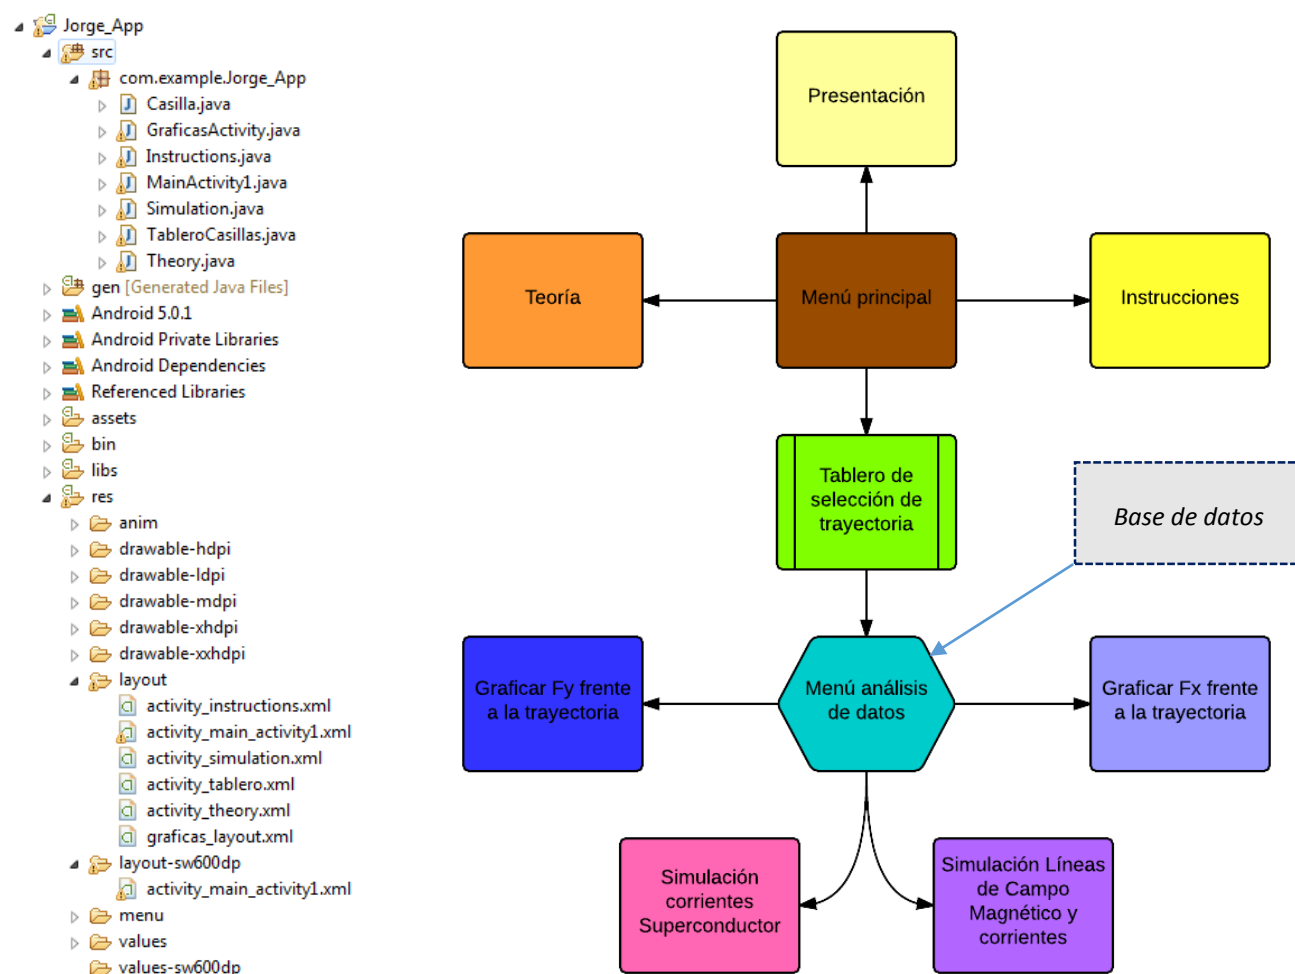 Jorge_App
src
com.example.Jorge_App
Casilla.java
GraficasActivity.java
Instructions.java
MainActivity1.java
Simulation.java
TableroCasillas.java
Theory.java
gen [Generated Java Files]
Android 5.0.1
Android Private Libraries
Android Dependencies
Referenced Libraries
assets
bin
libs
res
anim
drawable-hdpi
drawable-ldpi
drawable-mdpi
drawable-xhdpi
drawable-xxhdpi
layout
activity_instructions.xml
activity_main_activity1.xml
activity_simulation.xml
activity_tablero.xml
activity_theory.xml
graficas_layout.xml
layout-sw600dp
activity_main_activity1.xml
menu
values
values-sw600dp
Presentación
Teoría
Menú principal
Instrucciones
Tablero de
selección de
trayectoria
Base de datos
Graficar Fy frente
a la trayectoria
Menú análisis
de datos
Graficar Fx frente
a la trayectoria
Simulación
corrientes
Superconductor
Simulación Líneas
de Campo
Magnético y
corrientes